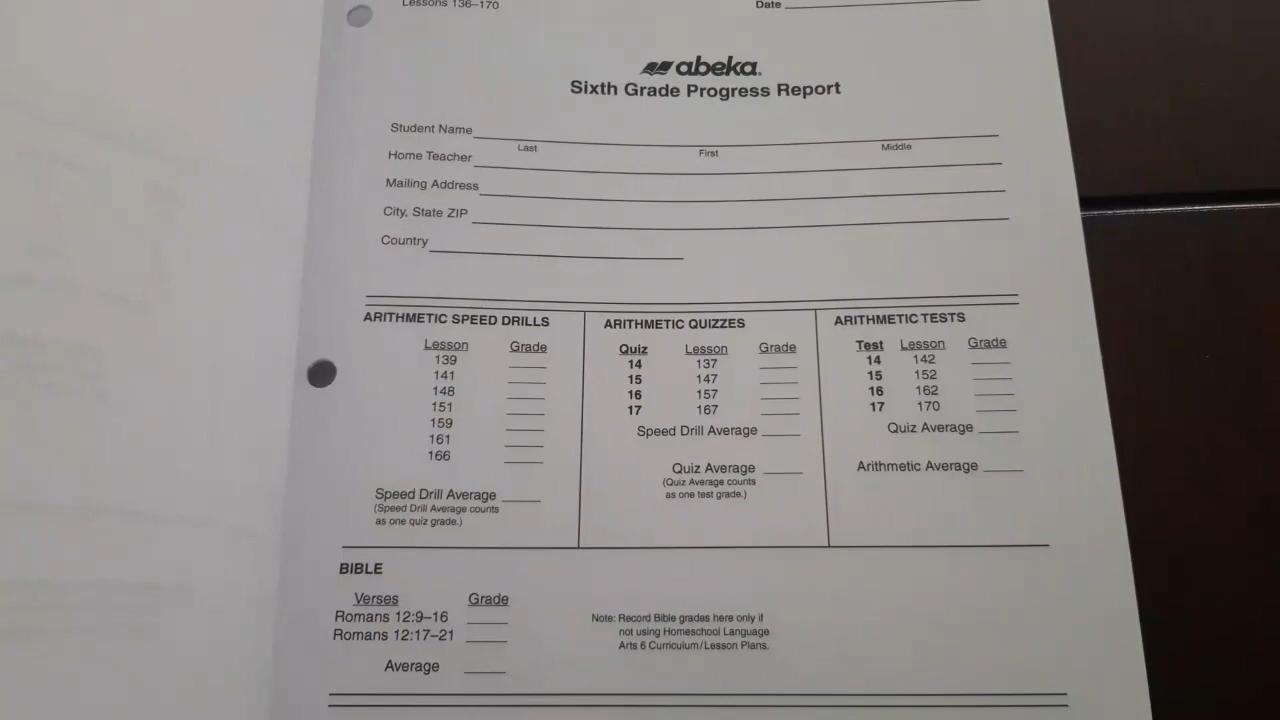 Lessons 136–170
Date
abeka
Sixth Grade Progress Report
Student Name
Last First Middle
Home Teacher
Mailing Address
City, State ZIP
Country
ARITHMETIC SPEED DRILLS
Lesson Grade
139
141
148
151
159
161
166
Speed Drill Average
(Speed Drill Average counts
as one quiz grade.)
ARITHMETIC QUIZZES
Quiz Lesson Grade
14 137
15 147
16 157
17 167
Speed Drill Average
Quiz Average
(Quiz Average counts
as one test grade.)
ARITHMETIC TESTS
Test Lesson Grade
14 142
15 152
16 162
17 170
Quiz Average
Arithmetic Average
BIBLE
Verses Grade
Romans 12:9–16
Romans 12:17–21
Average
Note: Record Bible grades here only if
not using Homeschool Language
Arts 6 Curriculum/Lesson Plans.